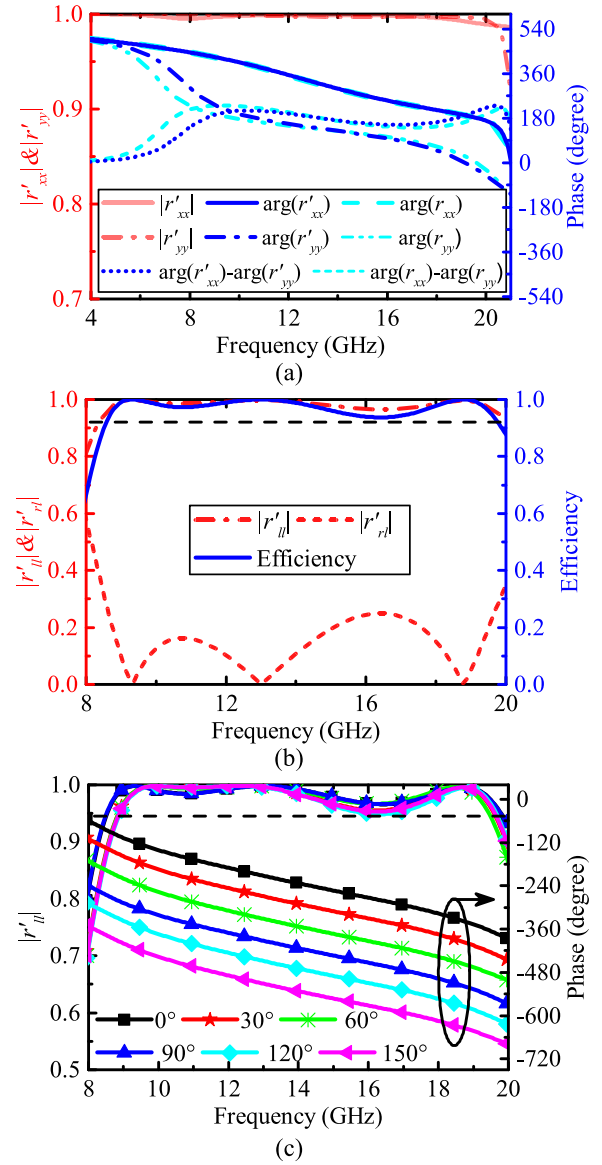 1.0
0.9
0.8
0.7
|r'xx|&|r'yy|
540
360
180
0
-180
-360
-540
Phase (degree)
|r'xx| arg(r'xx) arg(rxx)
|r'yy| arg(r'yy) arg(ryy)
arg(r'xx)-arg(r'yy) arg(rxx)-arg(ryy)
4 8 12 16 20
Frequency (GHz)
(a)
1.0
0.8
0.6
0.4
0.2
0.0
|r'll|&|r'rl|
1.0
0.8
0.6
0.4
0.2
0.0
Efficiency
|r'll| |r'rl|
Efficiency
8 12 16 20
Frequency (GHz)
(b)
1.0
0.9
0.8
0.7
0.6
0.5
|r'll|
0
-120
-240
-360
-480
-600
-720
Phase (degree)
0° 30° 60°
90° 120° 150°
8 10 12 14 16 18 20
Frequency (GHz)
(c)